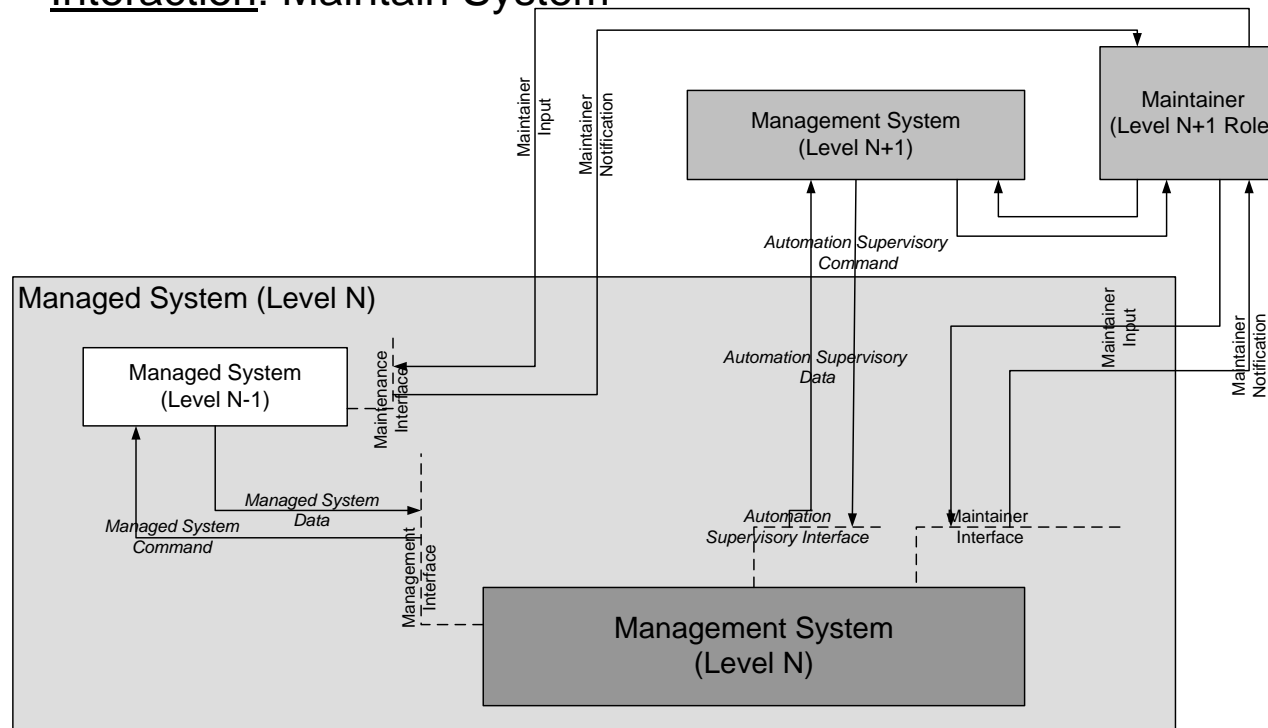 Interaction: Maintain System
Maintainer
Input
Maintainer
Notification
Management System
(Level N+1)
Maintainer
(Level N+1 Role
Automation Supervisory
Command
Managed System (Level N)
Maintainer
Input
Maintainer
Notification
Managed System
(Level N-1)
Maintenance
Interface
Automation Supervisory
Data
Managed System
Data
Managed System
Command
Management
Interface
Automation
Supervisory Interface
Maintainer
Interface
Management System
(Level N)